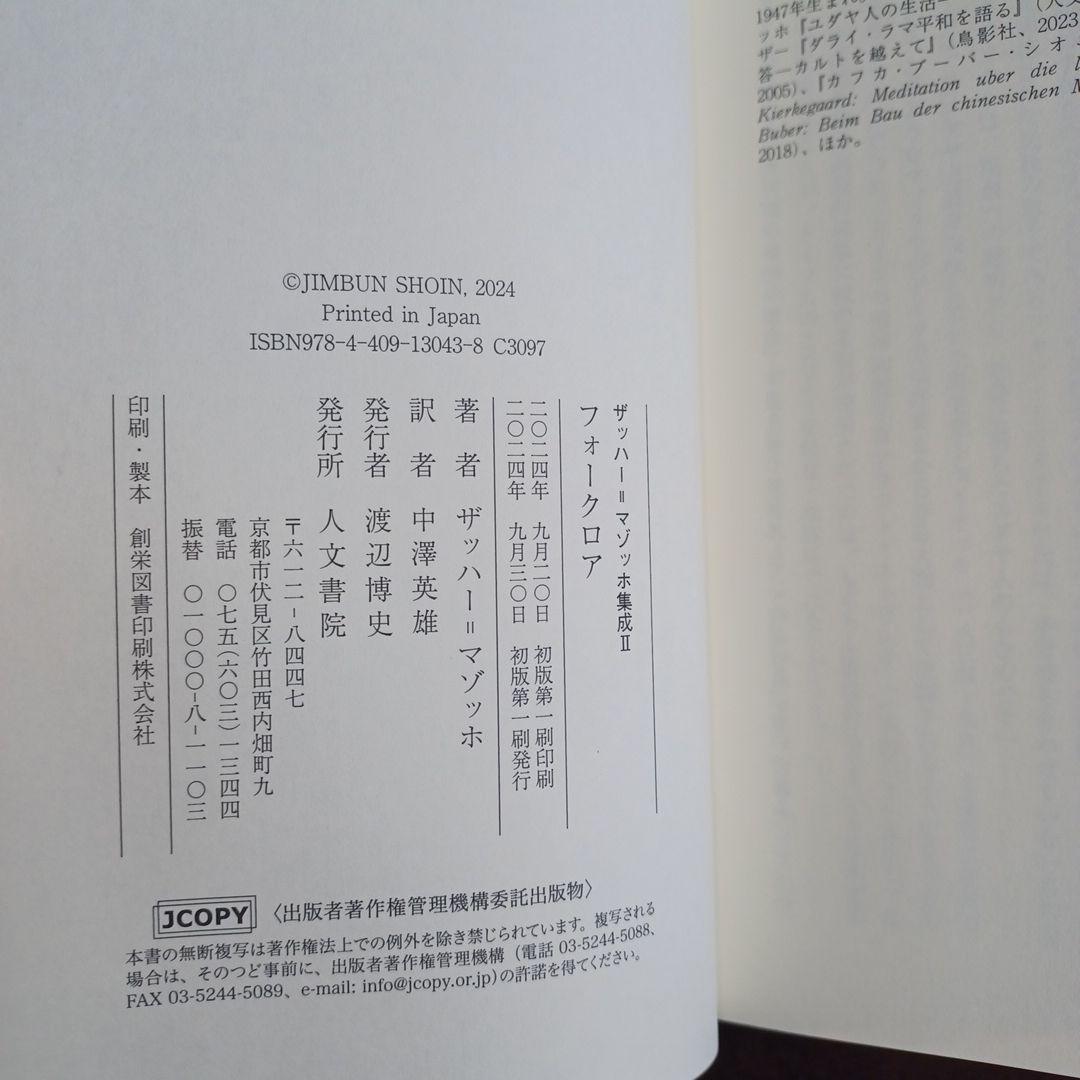 ©JIMBUN SHOIN, 2024
Printed in Japan
ISBN978-4-409-13043-8 C3097
ザッハー＝マゾッホ集成Ⅱ
フォークロア
二〇二四年 九月二〇日 初版第一刷印刷
二〇二四年 九月三〇日 初版第一刷発行
著者 ザッハー＝マゾッホ
訳者 中澤英雄
発行者 渡辺博史
発行所 人文書院
〒六一二-八四四七
京都市伏見区竹田西内畑町九
電話 〇七五(六〇三)一三四四
振替 〇一〇〇〇-八-一一〇三
印刷・製本 創栄図書印刷株式会社
JCOPY 〈出版者著作権管理機構委託出版物〉
本書の無断複写は著作権法上での例外を除き禁じられています。複写される
場合は、そのつど事前に、出版者著作権管理機構（電話 03-5244-5088、
FAX 03-5244-5089、e-mail: info@jcopy.or.jp)の許諾を得てください。
1947年生まれ
ッホ『ユダヤ人の生活
ザー『ダライ・ラマ平和を語る』（人文
答―カルトを越えて』（鳥影社、2023
2005）、『カフカ・ブーバー・シオ
Kierkegaard: Meditation uber die
Buber: Beim Bau der chinesischen M
2018）、ほか。